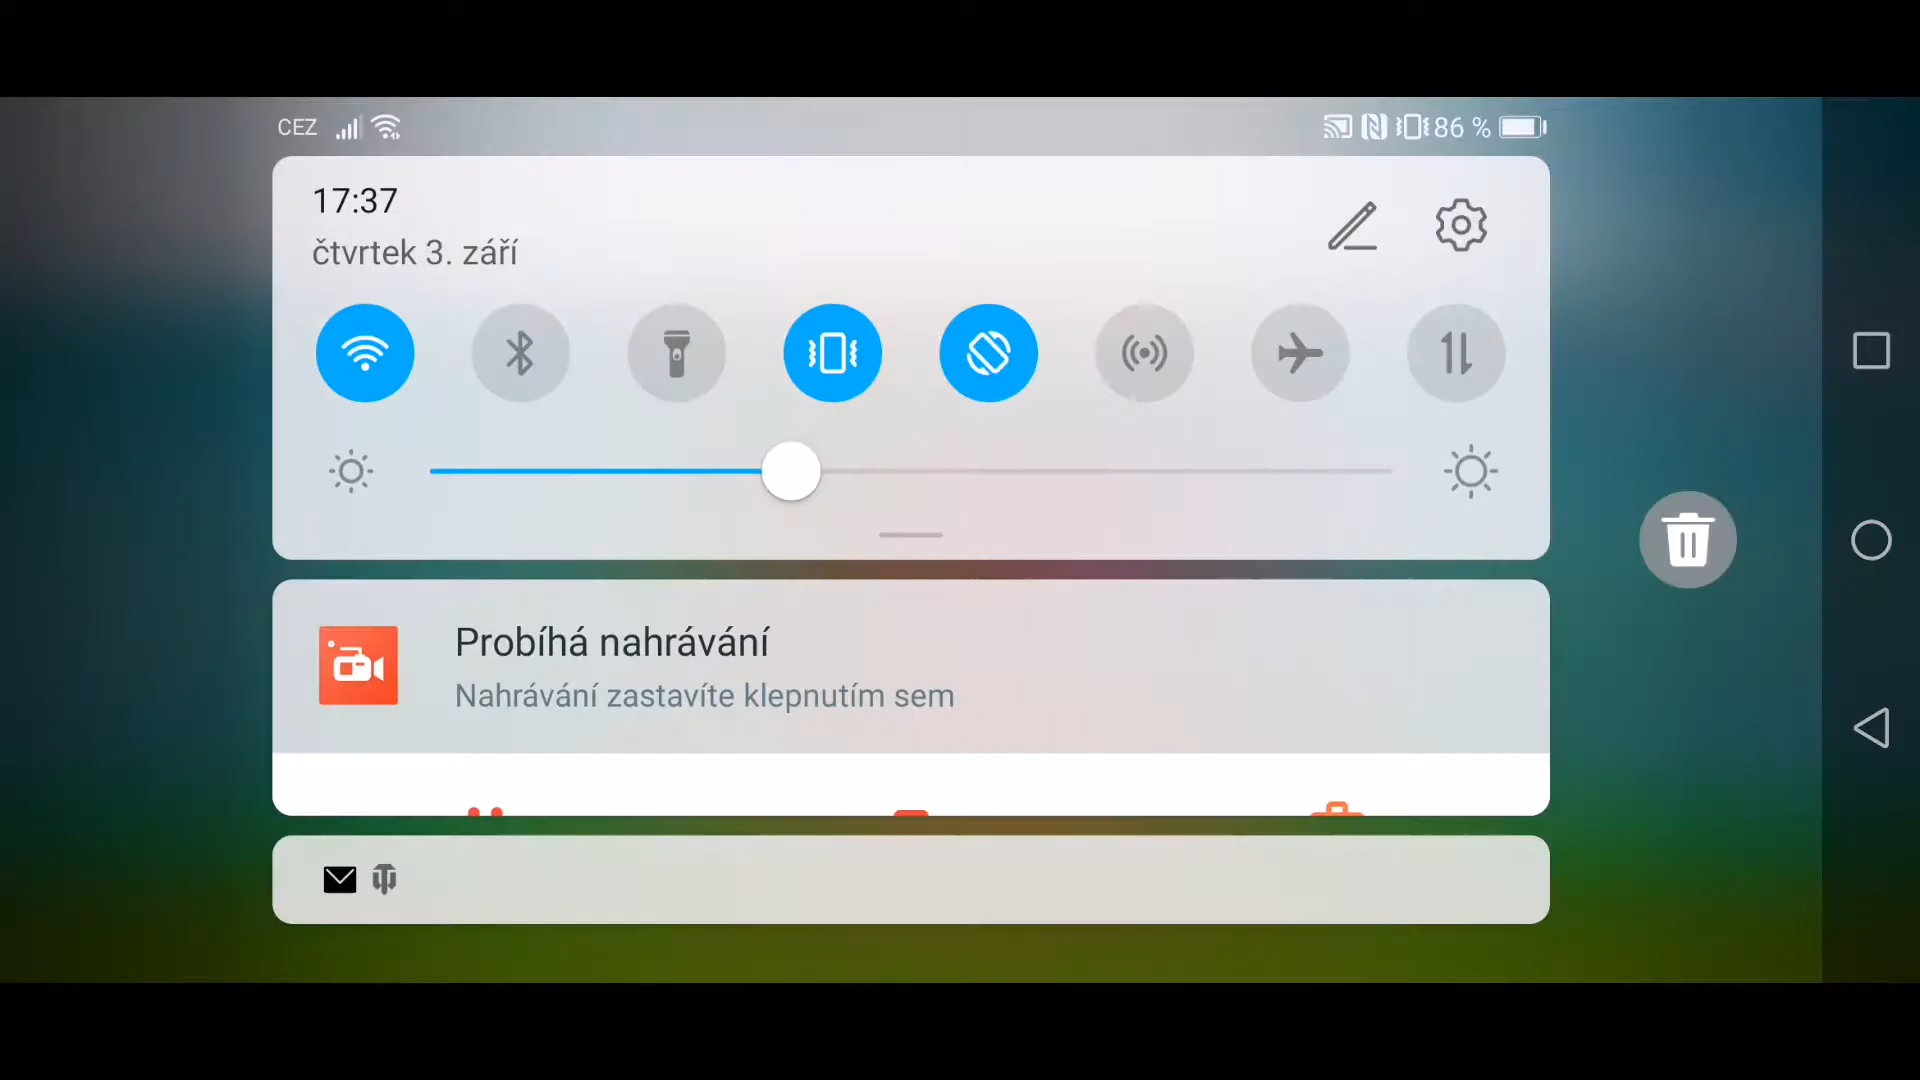 CEZ
86 %
17:37
čtvrtek 3. září
Probíhá nahrávání
Nahrávání zastavíte klepnutím sem